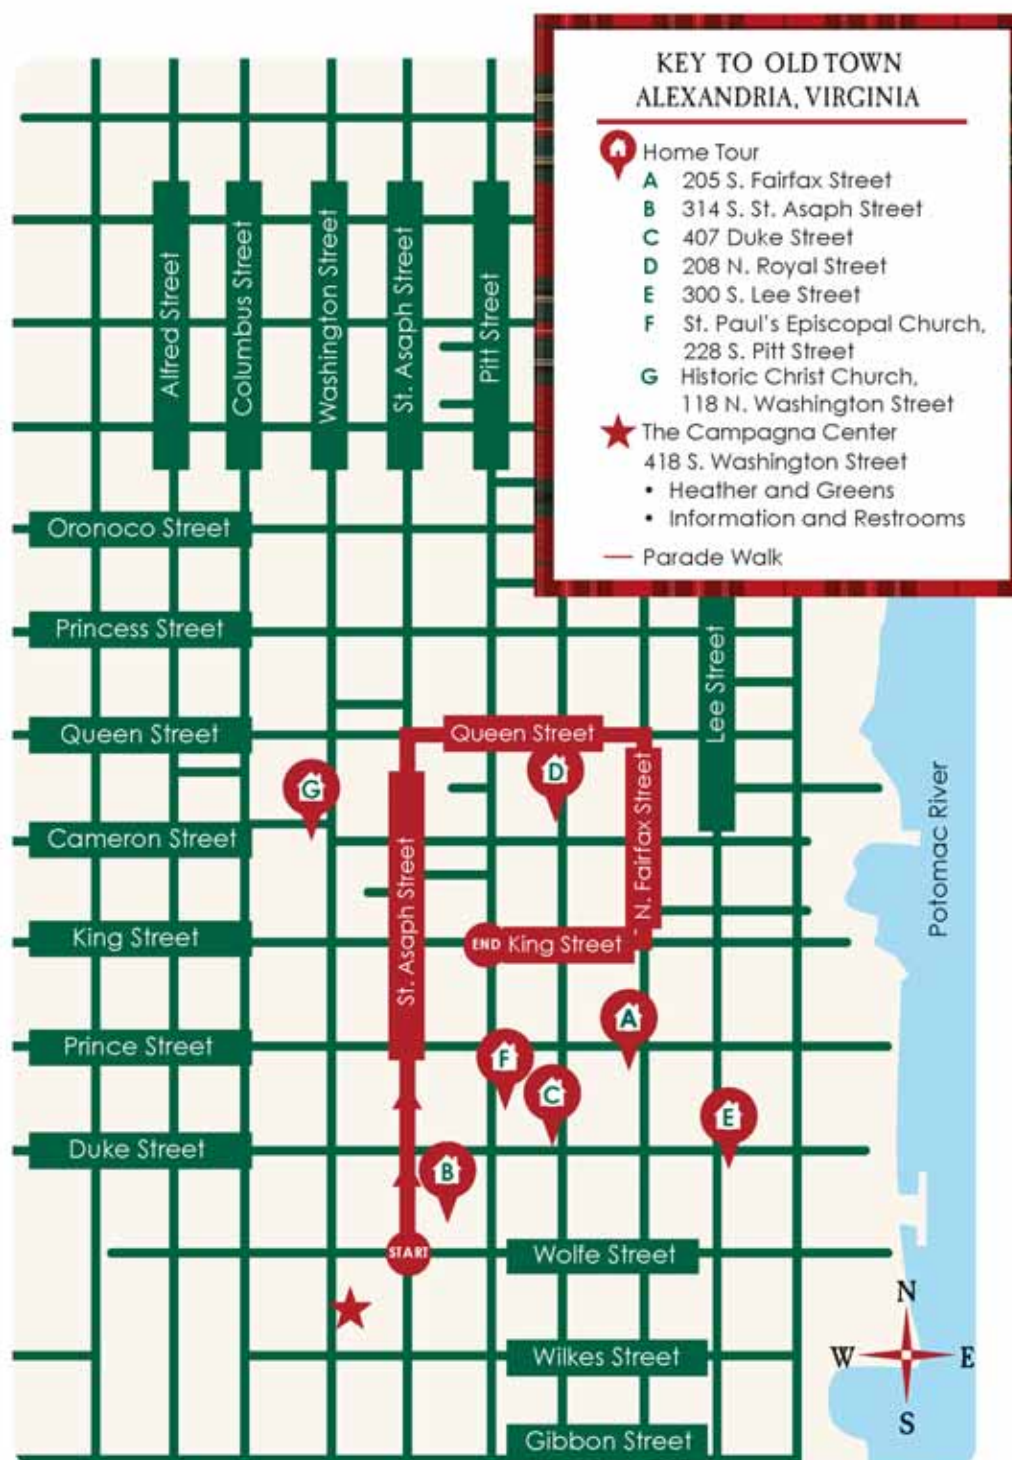 KEY TO OLD TOWN
ALEXANDRIA, VIRGINIA
Home Tour
A 205 S. Fairfax Street
B 314 S. St. Asaph Street
C 407 Duke Street
D 208 N. Royal Street
E 300 S. Lee Street
F St. Paul's Episcopal Church,
228 S. Pitt Street
G Historic Christ Church,
118 N. Washington Street
The Campagna Center
418 S. Washington Street
• Heather and Greens
• Information and Restrooms
Parade Walk
Alfred Street
Columbus Street
Washington Street
St. Asaph Street
Pitt Street
Oronoco Street
Princess Street
Lee Street
Queen Street
Queen Street
D
G
N. Fairfax Street
Cameron Street
St. Asaph Street
Potomac River
King Street
END King Street
A
Prince Street
F
C
E
Duke Street
B
START
Wolfe Street
N
Wilkes Street
W
E
S
Gibbon Street